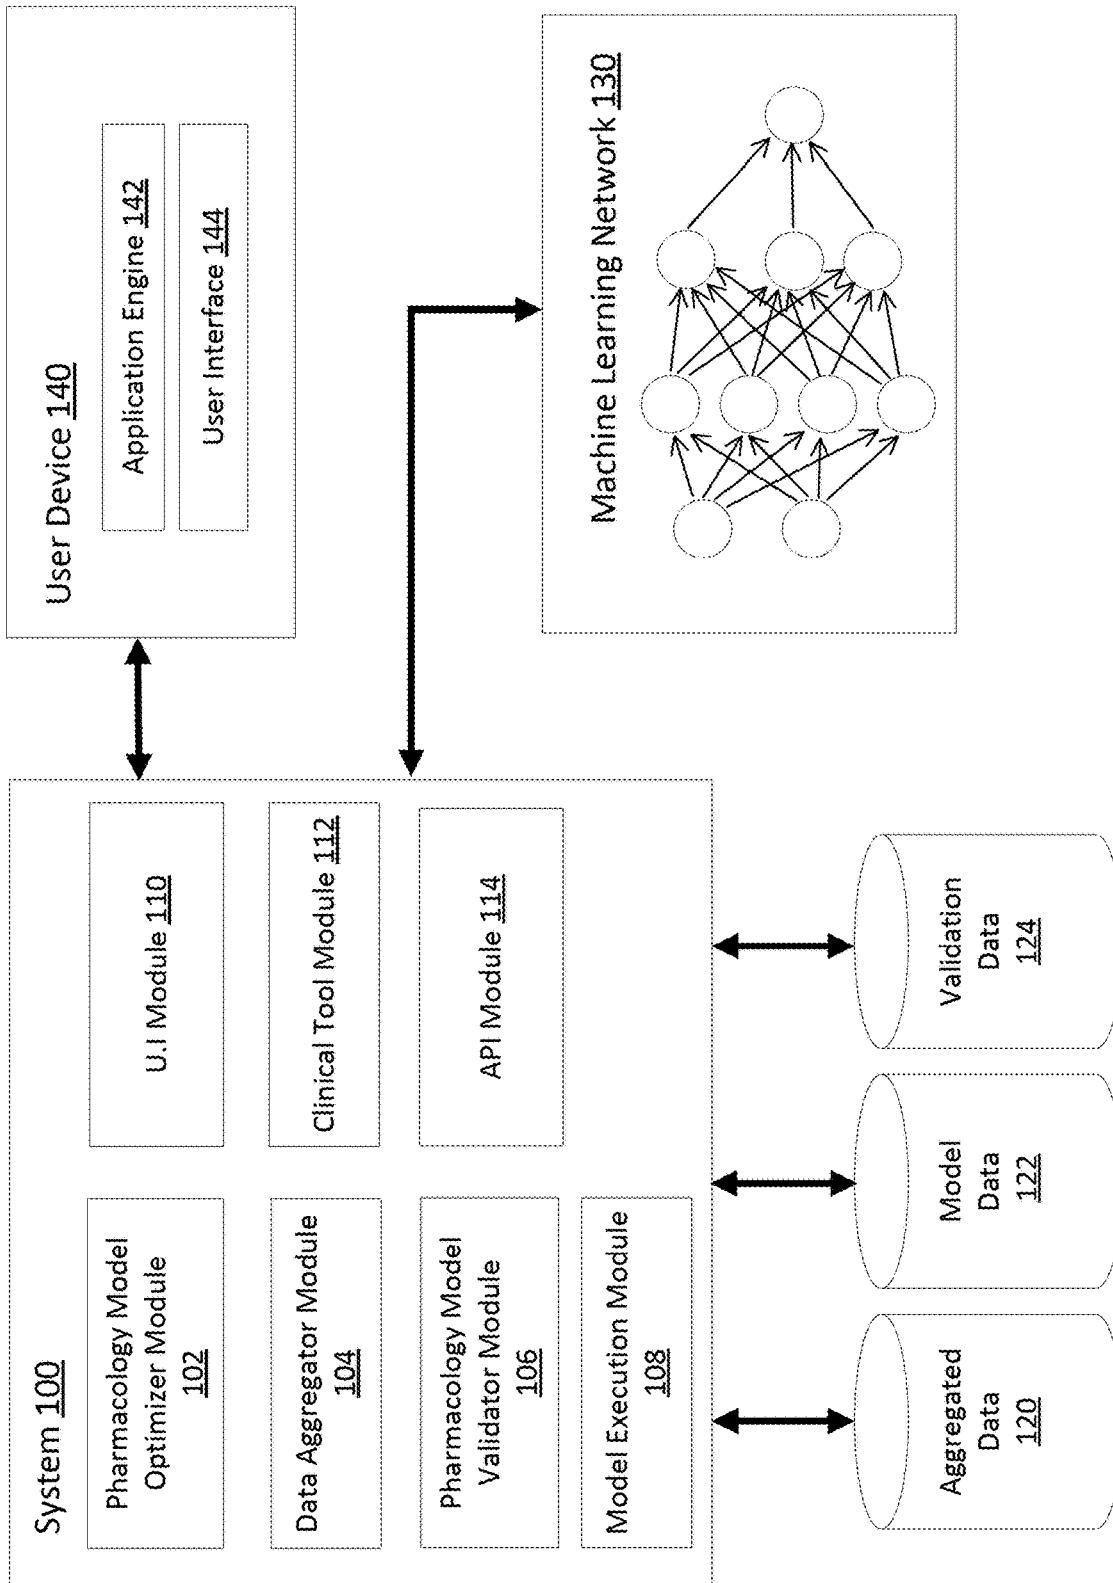 System 100
Pharmacology Model
Optimizer Module
102
Data Aggregator Module
104
Pharmacology Model
Validator Module
106
Model Execution Module
108
U.I Module 110
Clinical Tool Module 112
API Module 114
Aggregated
Data
120
Model
Data
122
Validation
Data
124
User Device 140
Application Engine 142
User Interface 144
Machine Learning Network 130